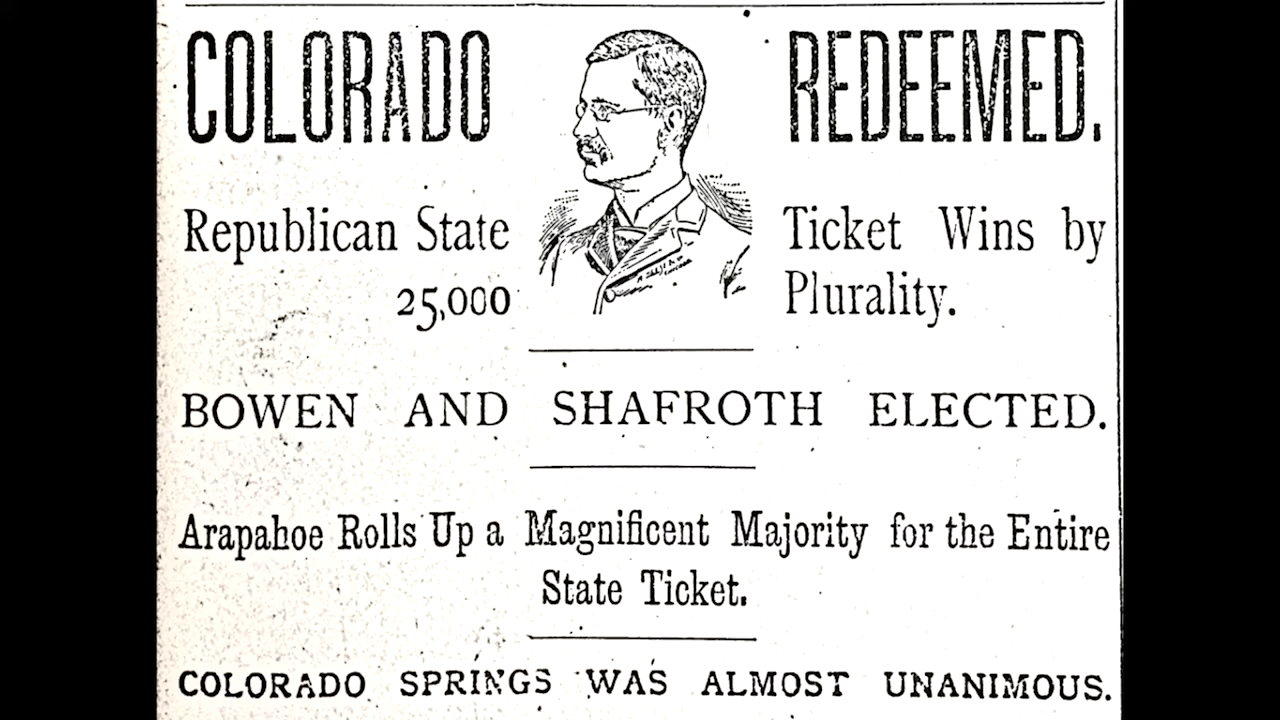 COLORADO REDEEMED.
Republican State Ticket Wins by
25,000 Plurality.
BOWEN AND SHAFROTH ELECTED.
Arapahoe Rolls Up a Magnificent Majority for the Entire
State Ticket.
COLORADO SPRINGS WAS ALMOST UNANIMOUS.